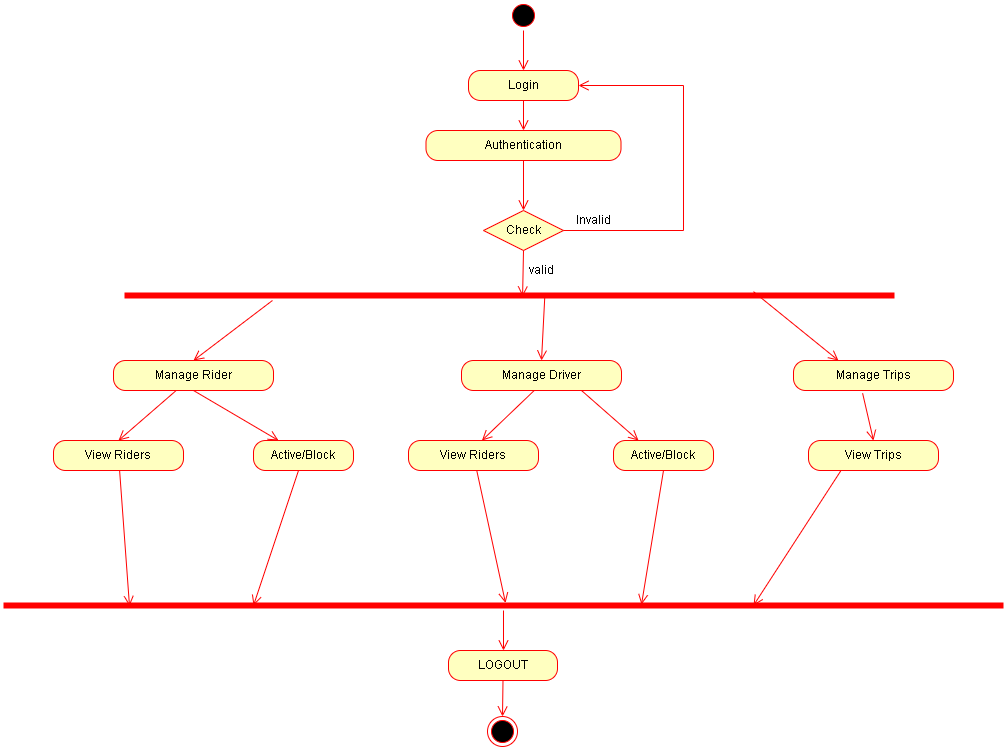 Login
Authentication
Invalid
Check
valid
Manage Rider
Manage Driver
Manage Trips
View Riders
Active/Block
View Riders
Active/Block
View Trips
LOGOUT